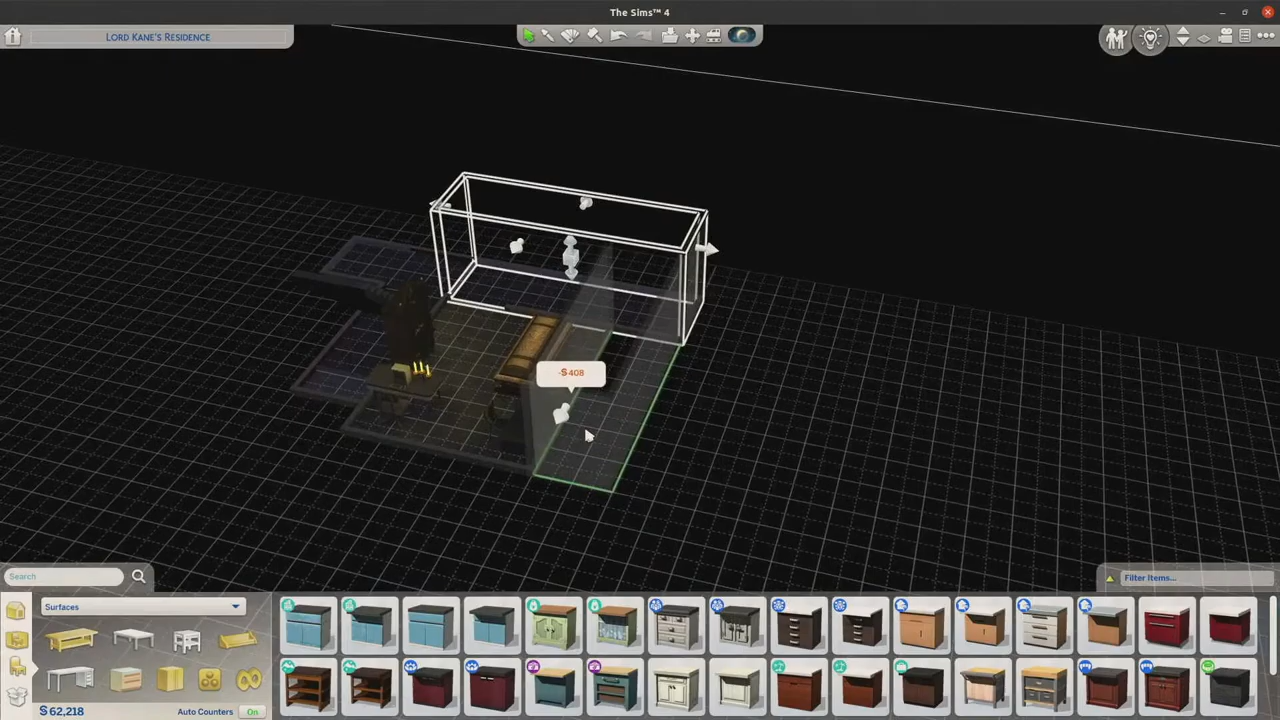 The Sims™ 4
LORD KANE'S RESIDENCE
-§408
Search
Filter Items...
Surfaces
§62,218
Auto Counters
On